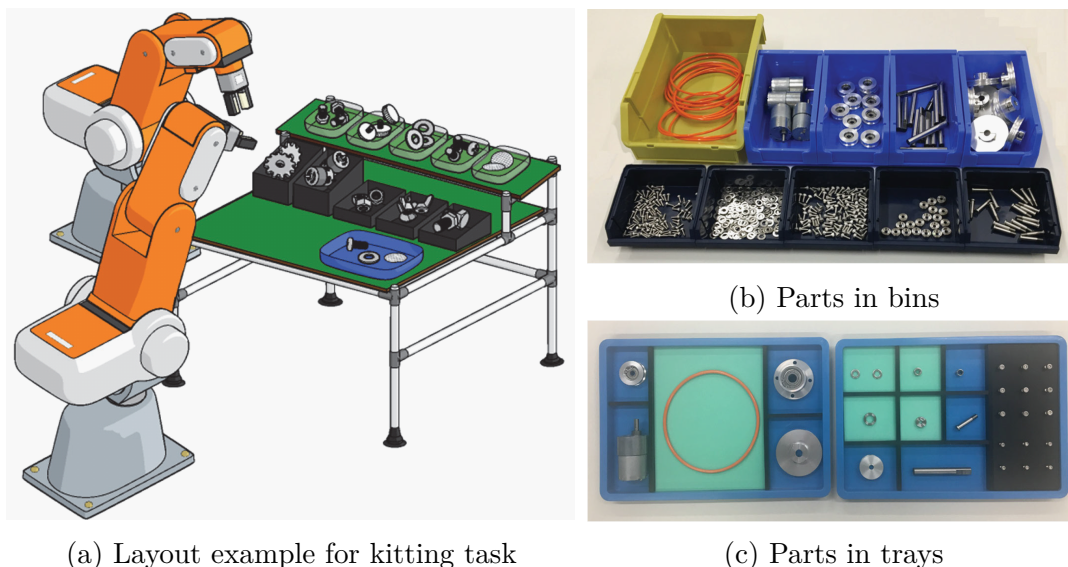 (b) Parts in bins
(a) Layout example for kitting task
(c) Parts in trays